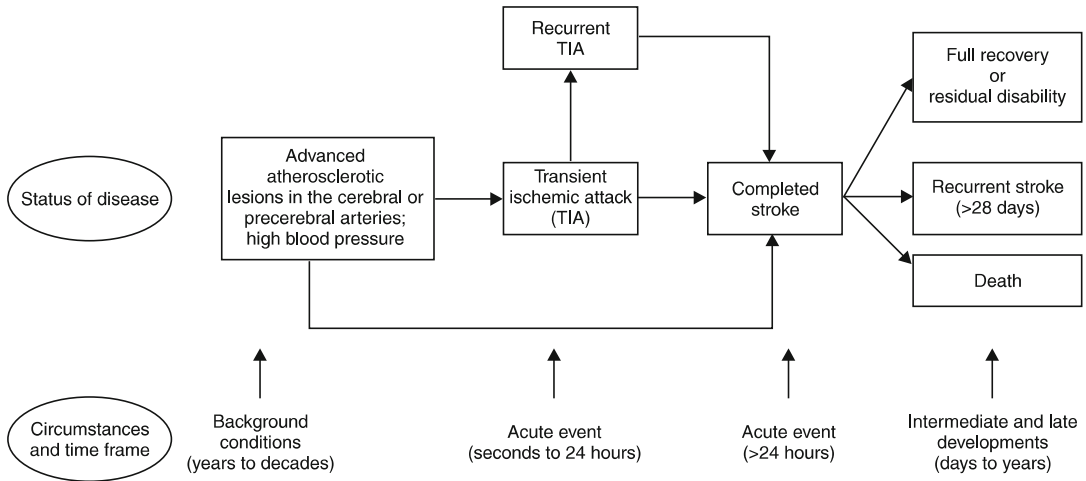 Recurrent
TIA
Full recovery
or
residual disability
Status of disease
Advanced
atherosclerotic
lesions in the cerebral or
precerebral arteries;
high blood pressure
Transient
ischemic attack
(TIA)
Completed
stroke
Recurrent stroke
(>28 days)
Death
Circumstances
and time frame
Background
conditions
(years to decades)
Acute event
(seconds to 24 hours)
Acute event
(>24 hours)
Intermediate and late
developments
(days to years)